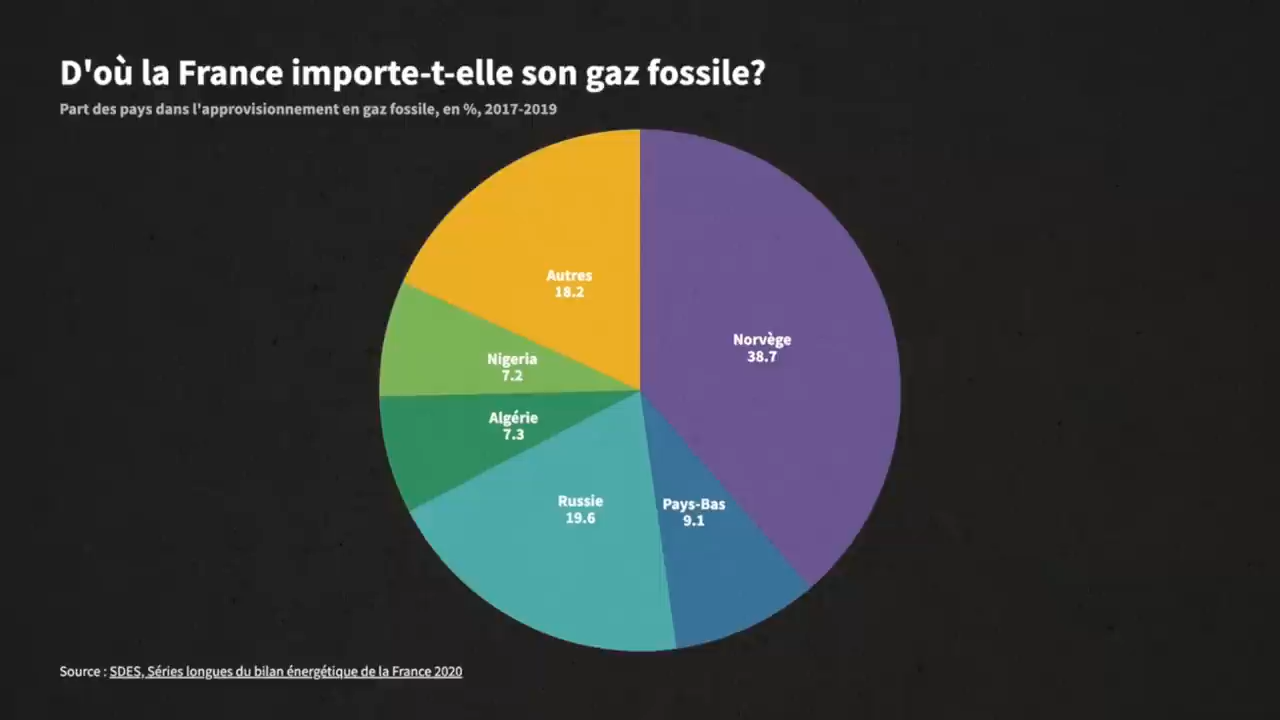 D'où la France importe-t-elle son gaz fossile?
Part des pays dans l'approvisionnement en gaz fossile, en %, 2017-2019
Autres
18.2
Norvège
38.7
Nigeria
7.2
Algérie
7.3
Russie
19.6
Pays-Bas
9.1
Source : SDES, Séries longues du bilan énergétique de la France 2020